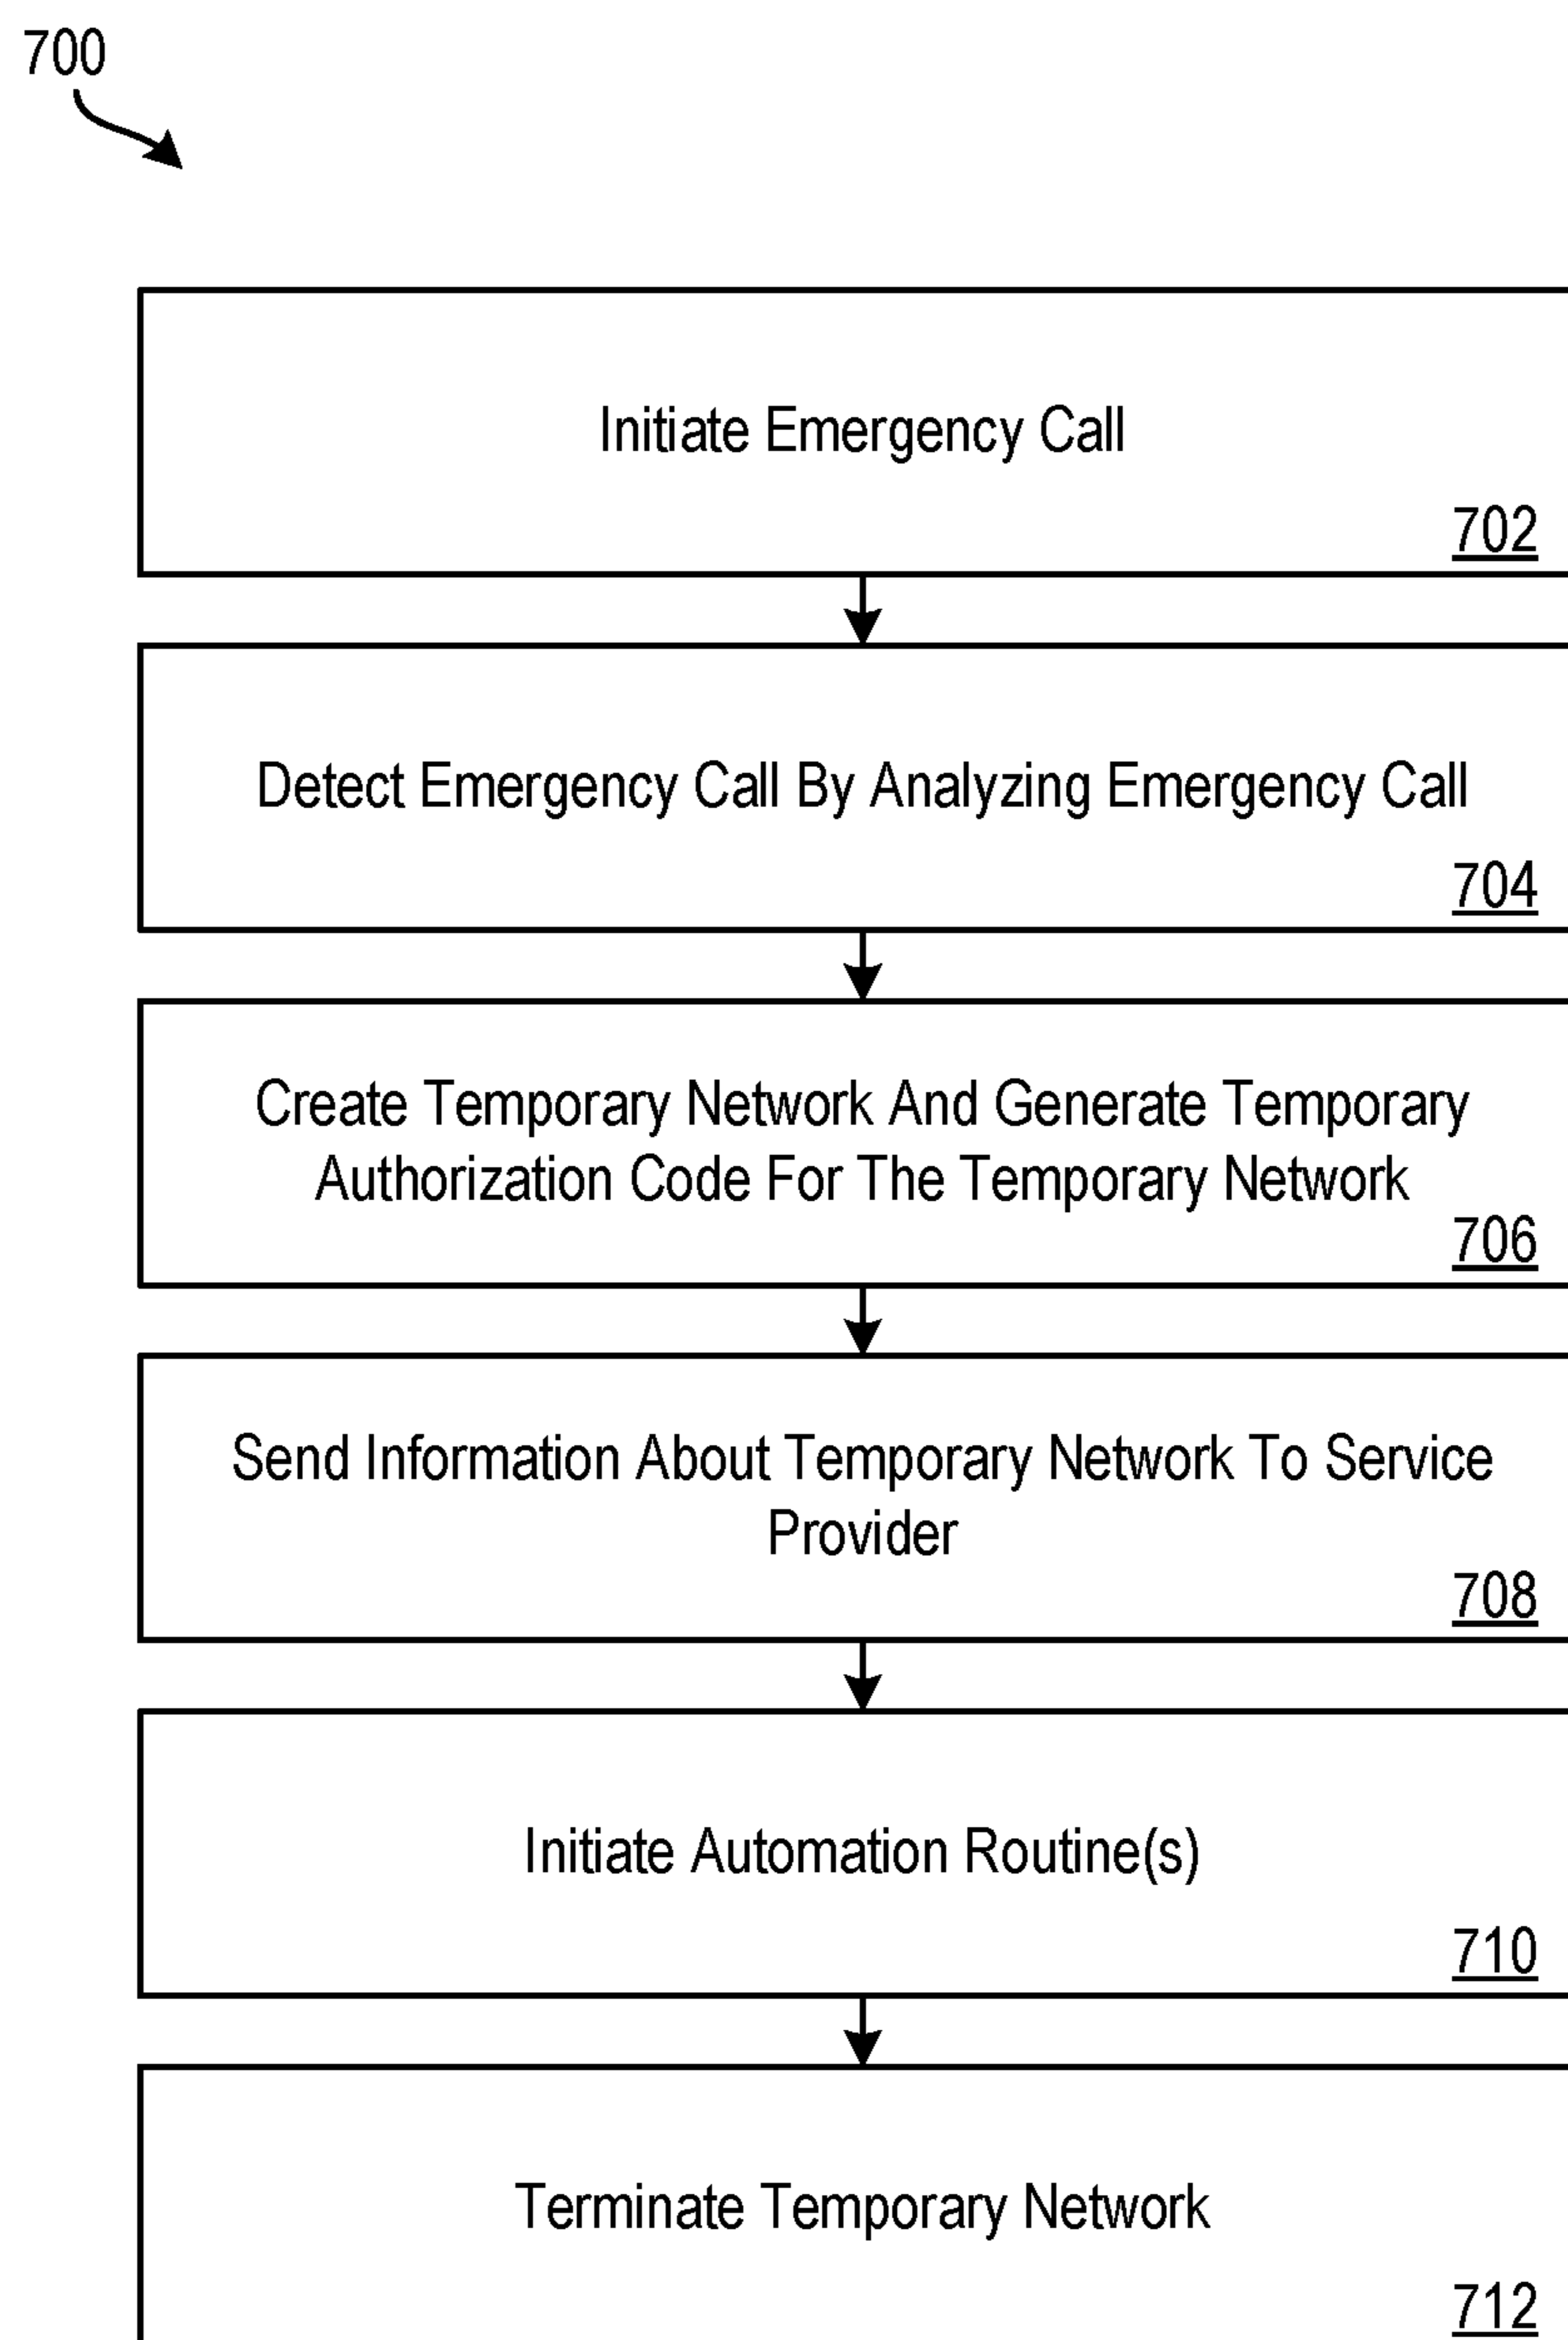 700
Initiate Emergency Call
702
Detect Emergency Call By Analyzing Emergency Call
704
Create Temporary Network And Generate Temporary
Authorization Code For The Temporary Network
706
Send Information About Temporary Network To Service
Provider
708
Initiate Automation Routine(s)
710
Terminate Temporary Network
712